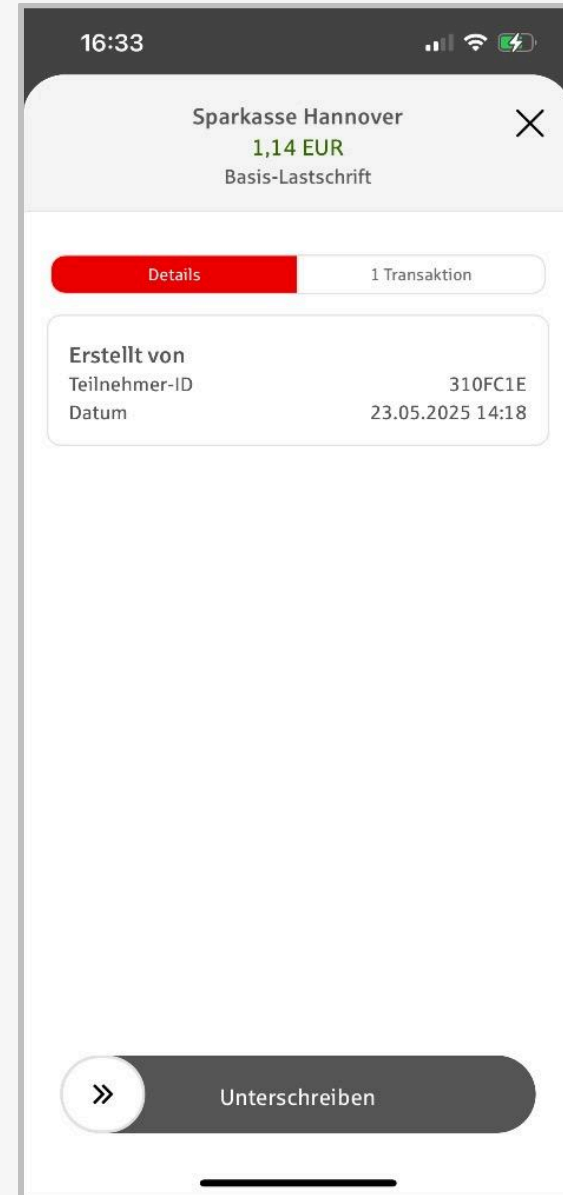 16:33
Sparkasse Hannover
1,14 EUR
Basis-Lastschrift
Details
1 Transaktion
Erstellt von
Teilnehmer-ID 310FC1E
Datum 23.05.2025 14:18
Unterschreiben